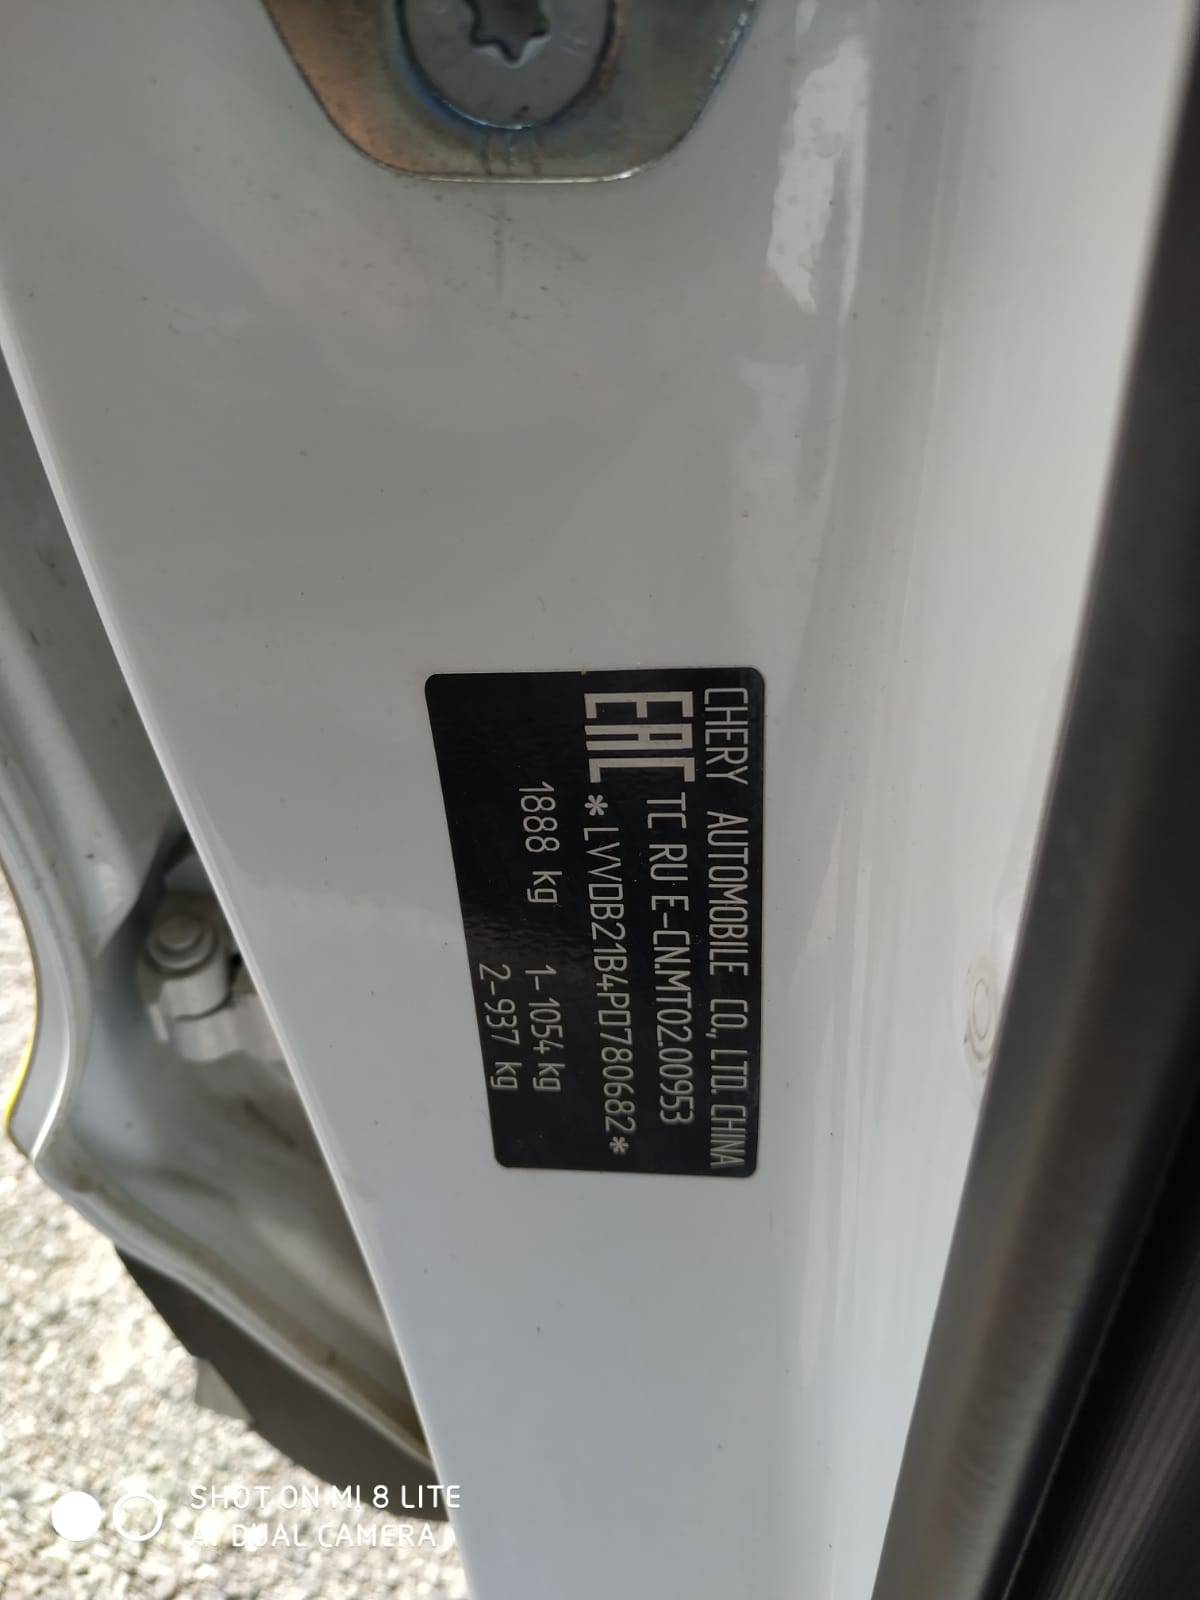 CHERY AUTOMOBILE CO., LTD. CHINA
EAC TC RU E-CN.MT02.00953
*LVVDB21B4PD780682*
1888 kg 1-1054 kg
2-937 kg
SHOT ON MI 8 LITE
AI DUAL CAMERA